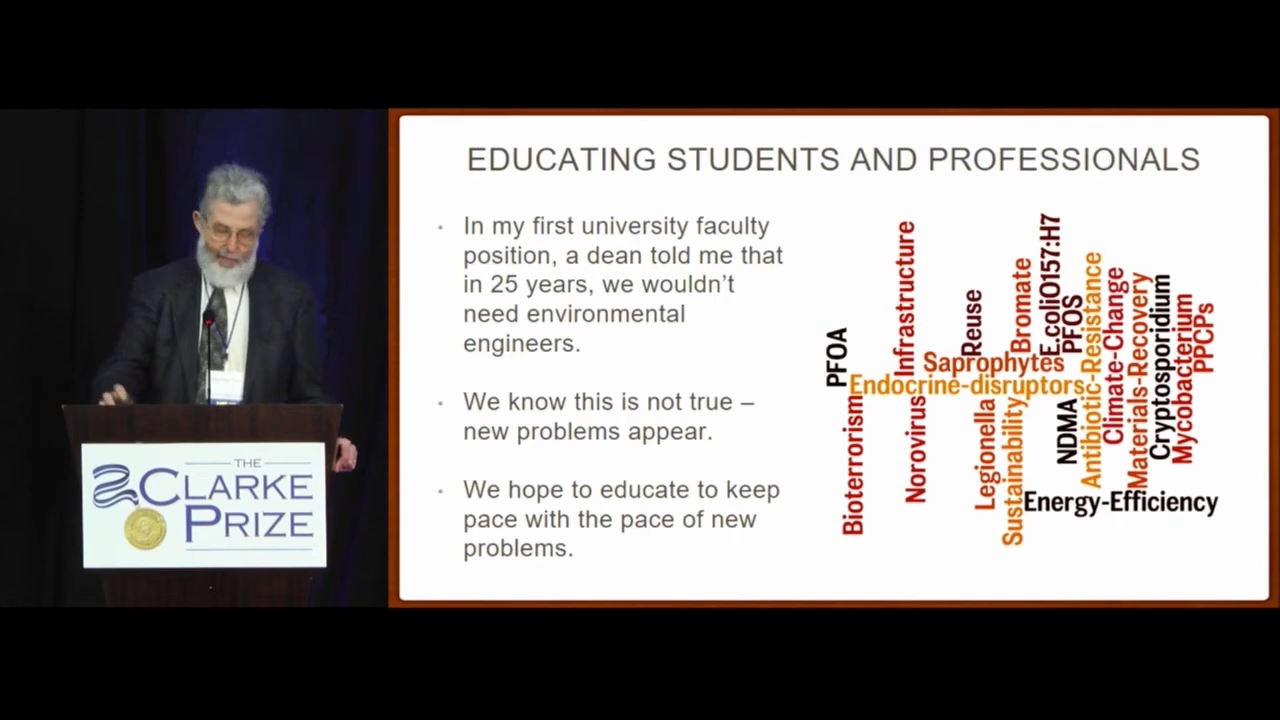 EDUCATING STUDENTS AND PROFESSIONALS
· In my first university faculty
position, a dean told me that
in 25 years, we wouldn't
need environmental
engineers.
· We know this is not true –
new problems appear.
· We hope to educate to keep
pace with the pace of new
problems.
PFOA
Bioterrorism
Infrastructure
Norovirus
Reuse
Saprophytes
Endocrine-disruptors
Legionella
Bromate
Sustainability
E.coliO157:H7
PFOS
NDMA
Antibiotic-Resistance
Climate-Change
Materials-Recovery
Cryptosporidium
Mycobacterium
PPCPs
Energy-Efficiency
THE
CLARKE
PRIZE